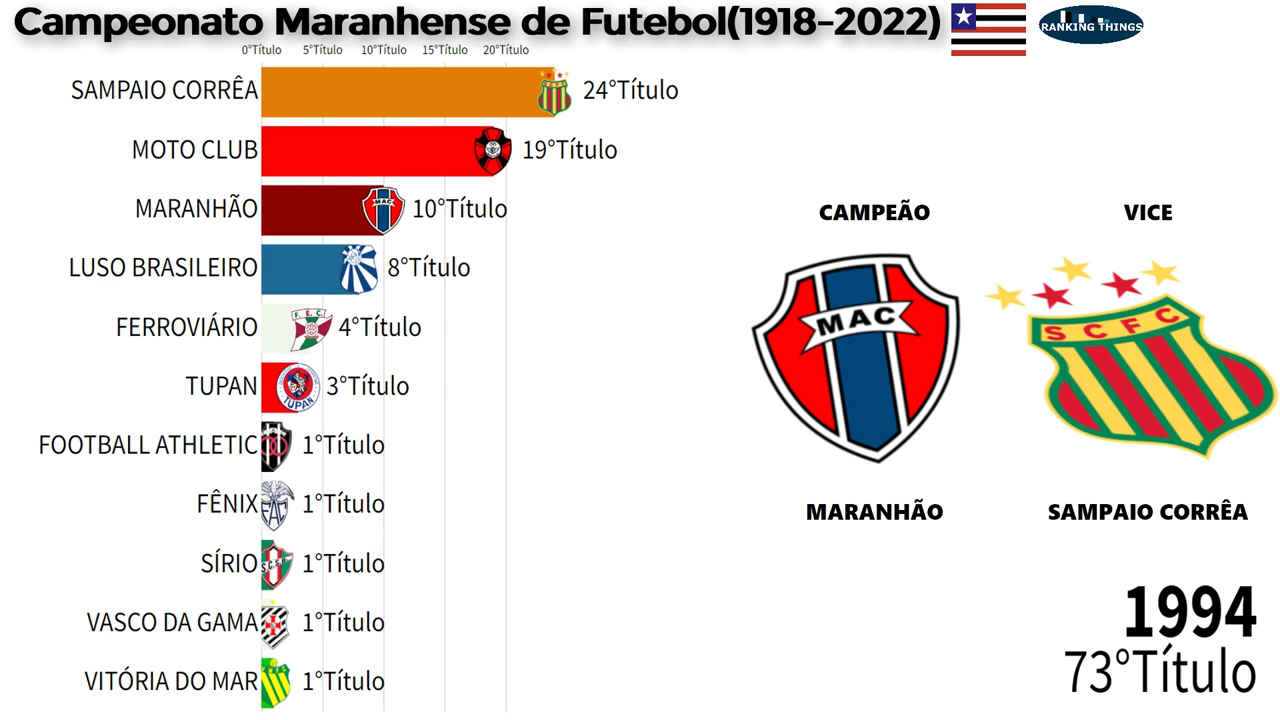 Campeonato Maranhense de Futebol(1918-2022)
RANKING THINGS
0°Título 5°Título 10°Título 15°Título 20°Título
SAMPAIO CORRÊA 24°Título
MOTO CLUB 19°Título
MARANHÃO MAC 10°Título
LUSO BRASILEIRO 8°Título
FERROVIÁRIO F.E.C. 4°Título
TUPAN TUPAN 3°Título
FOOTBALL ATHLETIC 1°Título
FÊNIX FAC 1°Título
SÍRIO 1°Título
VASCO DA GAMA 1°Título
VITÓRIA DO MAR 1°Título
CAMPEÃO VICE
MAC
SCFC
MARANHÃO SAMPAIO CORRÊA
1994
73°Título